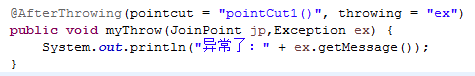 @AfterThrowing(pointcut = "pointCut1()", throwing = "ex")
public void myThrow(JoinPoint jp,Exception ex) {
System.out.println("异常了：" + ex.getMessage());
}